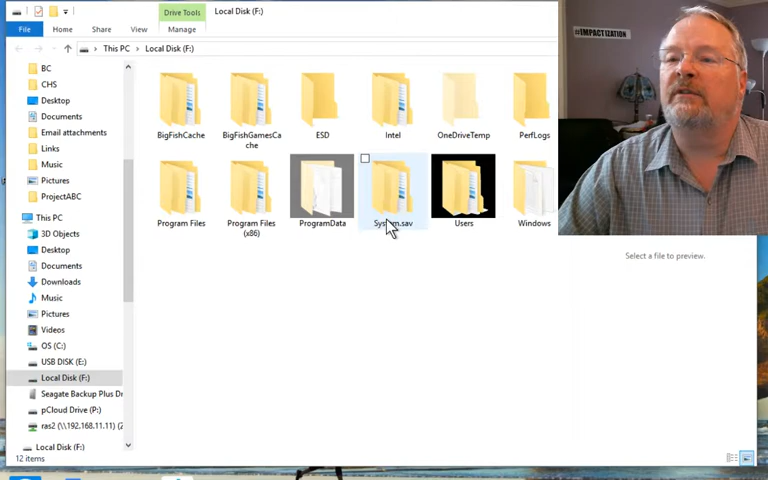 Drive Tools
Local Disk (F:)
File
Home
Share
View
Manage
This PC
Local Disk (F:)
BC
CHS
Desktop
Documents
Email attachments
Links
Music
Pictures
ProjectABC
This PC
3D Objects
Desktop
Documents
Downloads
Music
Pictures
Videos
OS (C:)
USB DISK (E:)
Local Disk (F:)
Seagate Backup Plus Dr
pCloud Drive (P:)
ras2 (\\192.168.11.11) (Z
Local Disk (F:)
12 items
BigFishCache
BigFishGamesCa
che
ESD
Intel
OneDriveTemp
PerfLogs
Program Files
Program Files
(x86)
ProgramData
System.sav
Users
Windows
Select a file to preview.
#IMPACTIZATION